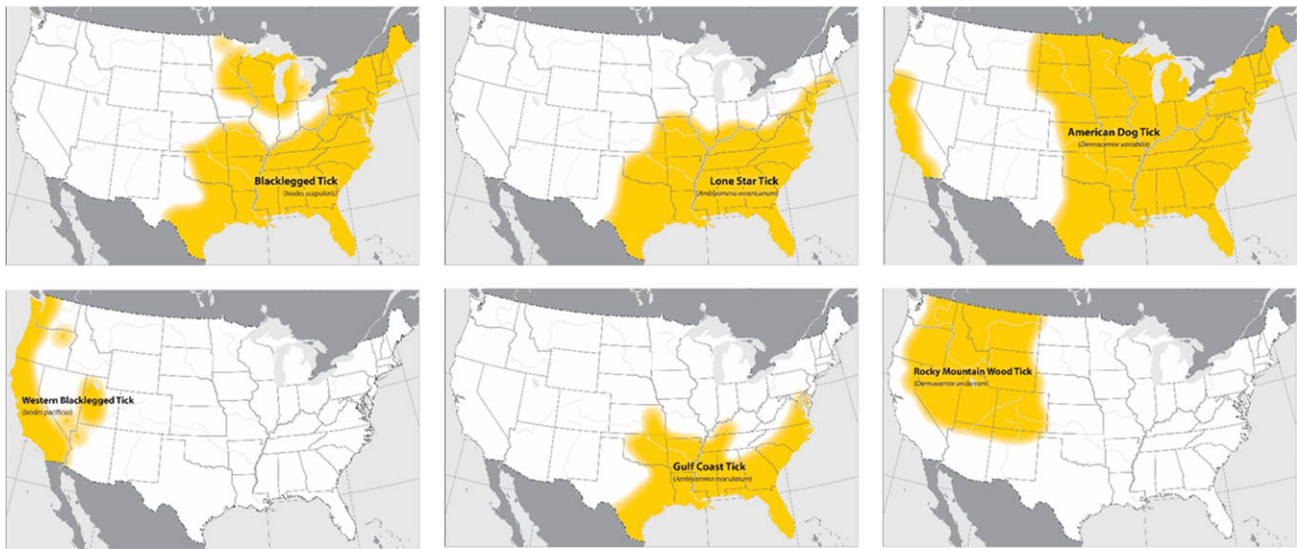 Blacklegged Tick
(Ixodes scapularis)
Lone Star Tick
(Amblyomma americanum)
American Dog Tick
(Dermacentor variabilis)
Western Blacklegged Tick
(Ixodes pacificus)
Gulf Coast Tick
(Amblyomma maculatum)
Rocky Mountain Wood Tick
(Dermacentor andersoni)